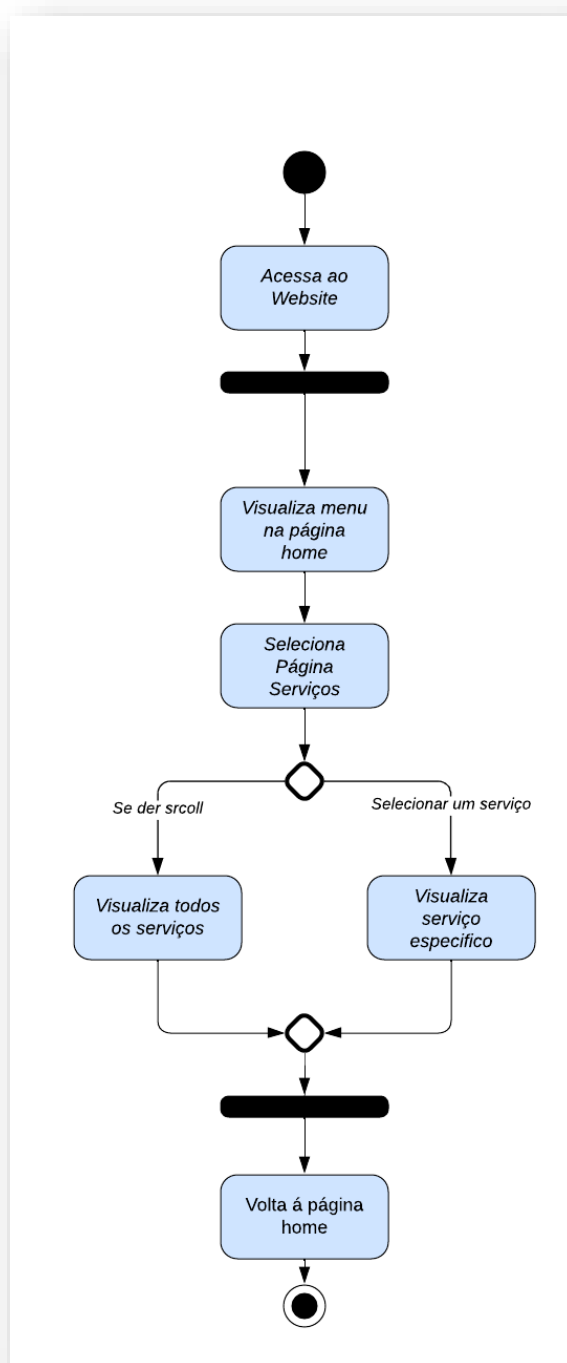 Acessa ao
Website
Visualiza menu
na página
home
Seleciona
Página
Serviços
Se der srcoll
Selecionar um serviço
Visualiza todos
os serviços
Visualiza
serviço
especifico
Volta á página
home